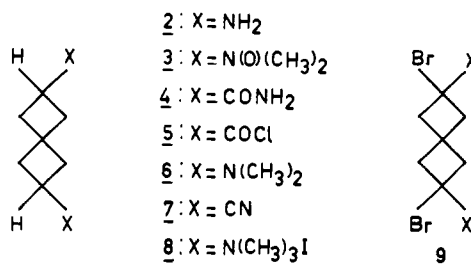 2 : X = NH2
3 : X = N(O)(CH3)2
4 : X = CONH2
5 : X = COCl
6 : X = N(CH3)2
7 : X = CN
8 : X = N(CH3)3I
H X
H X
Br X
Br X
9